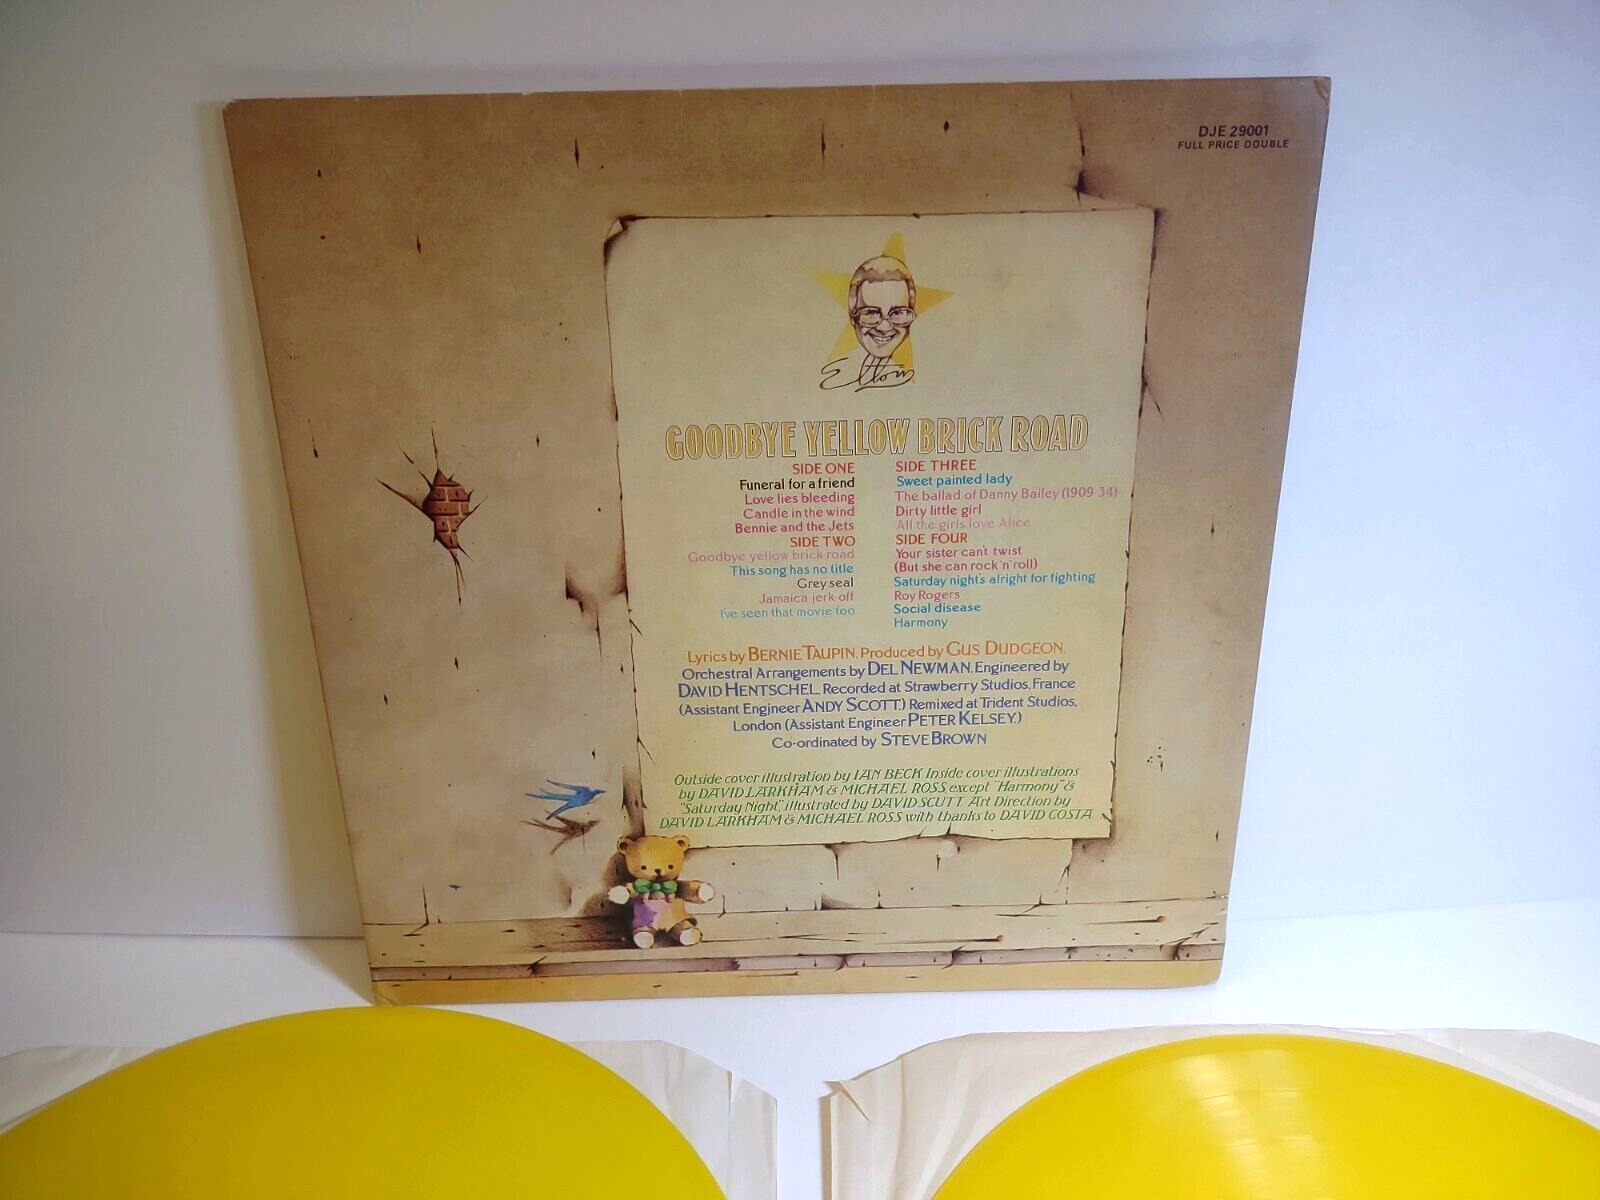 DJE 29001
FULL PRICE DOUBLE
Elton
GOODBYE YELLOW BRICK ROAD
SIDE ONE
Funeral for a friend
Love lies bleeding
Candle in the wind
Bennie and the Jets
SIDE TWO
Goodbye yellow brick road
This song has no title
Grey seal
Jamaica jerk-off
I've seen that movie too
SIDE THREE
Sweet painted lady
The ballad of Danny Bailey (1909-34)
Dirty little girl
All the girls love Alice
SIDE FOUR
Your sister can't twist
(But she can rock 'n' roll)
Saturday night's alright for fighting
Roy Rogers
Social disease
Harmony
Lyrics by BERNIE TAUPIN. Produced by GUS DUDGEON.
Orchestral Arrangements by DEL NEWMAN. Engineered by
DAVID HENTSCHEL. Recorded at Strawberry Studios, France
(Assistant Engineer ANDY SCOTT.) Remixed at Trident Studios,
London (Assistant Engineer PETER KELSEY.)
Co-ordinated by STEVE BROWN
Outside cover illustration by IAN BECK Inside cover illustrations
by DAVID LARKHAM & MICHAEL ROSS except "Harmony" &
"Saturday Night", illustrated by DAVID SCUTT Art Direction by
DAVID LARKHAM & MICHAEL ROSS with thanks to DAVID COSTA